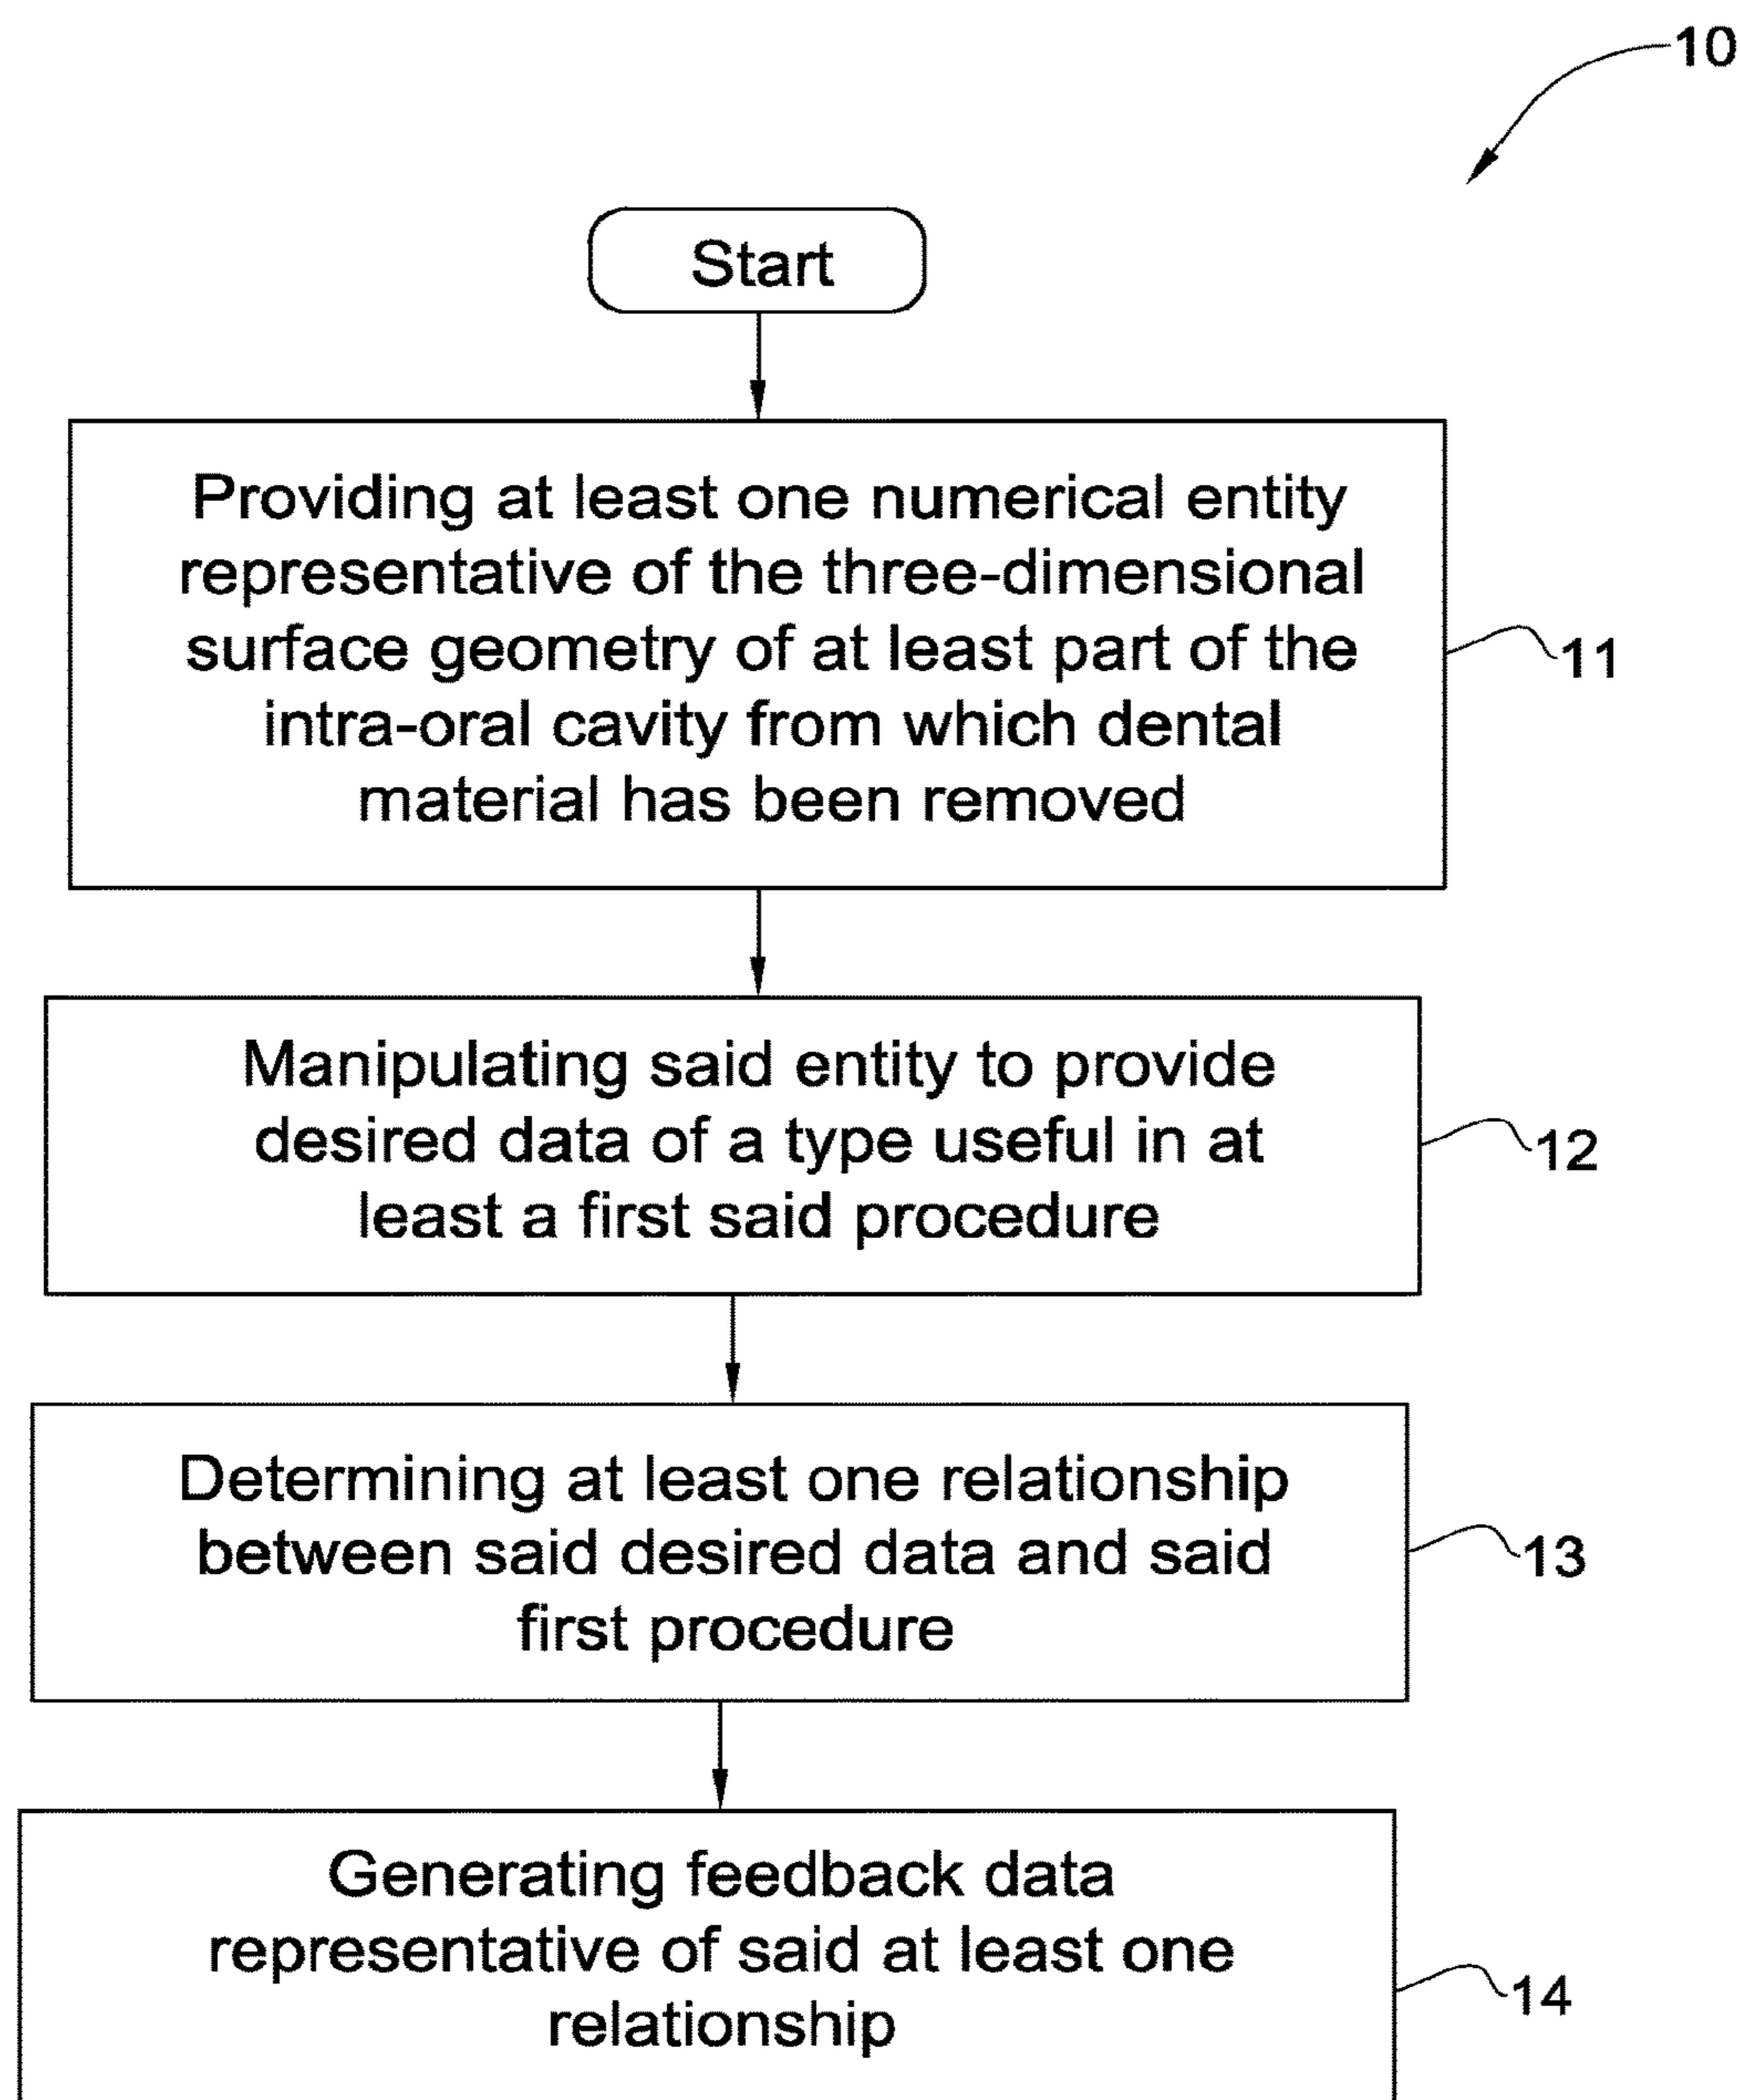 10
Start
Providing at least one numerical entity
representative of the three-dimensional
surface geometry of at least part of the
intra-oral cavity from which dental
material has been removed
11
Manipulating said entity to provide
desired data of a type useful in at
least a first said procedure
12
Determining at least one relationship
between said desired data and said
first procedure
13
Generating feedback data
representative of said at least one
relationship
14